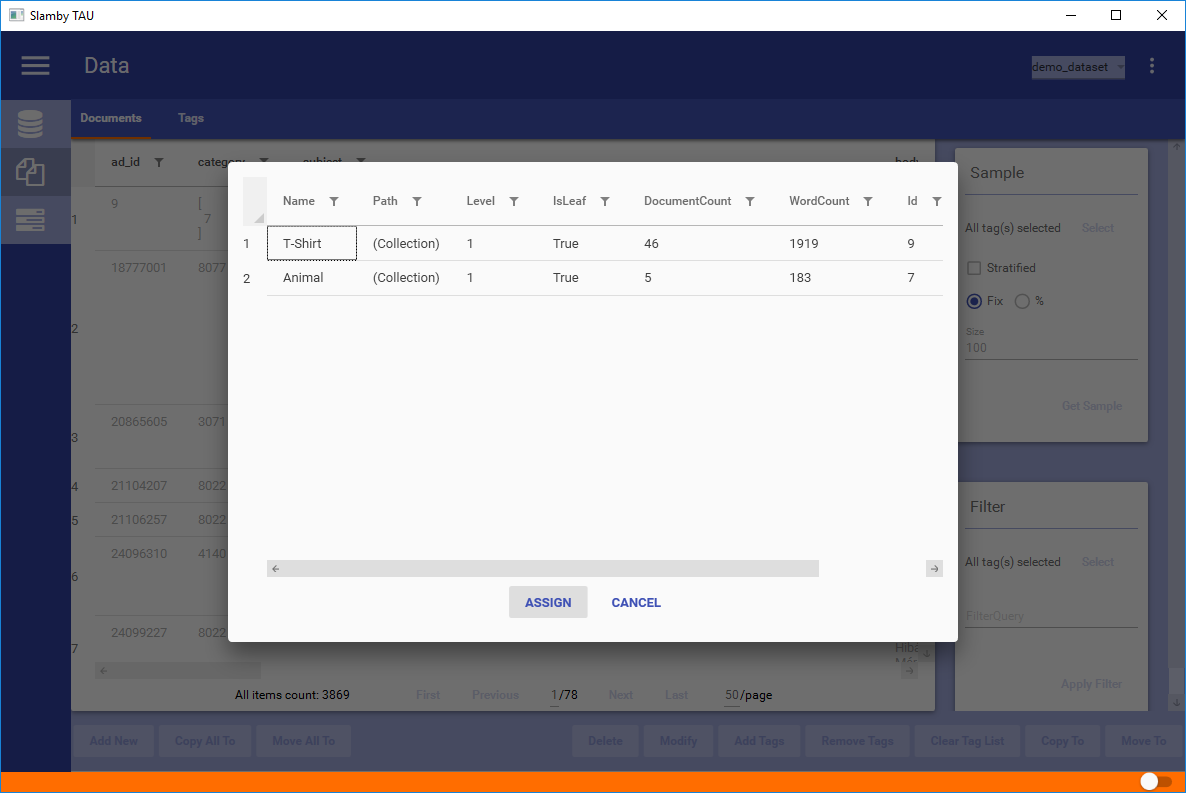 Slamby TAU
Data
demo_dataset
Documents Tags
ad_id
Sample
Name Path Level IsLeaf DocumentCount WordCount Id
1 T-Shirt (Collection) 1 True 46 1919 9
2 Animal (Collection) 1 True 5 183 7
1 9 [
7
]
2 18777001 8077
3 20865605 3071
4 21104207 8022
5 21106257 8022
6 24096310 4140
7 24099227 8022
All tag(s) selected Select
Stratified
Fix %
Size
100
Get Sample
Filter
All tag(s) selected Select
FilterQuery
Apply Filter
ASSIGN CANCEL
All items count: 3869 First Previous 1/78 Next Last 50/page
Add New Copy All To Move All To Delete Modify Add Tags Remove Tags Clear Tag List Copy To Move To